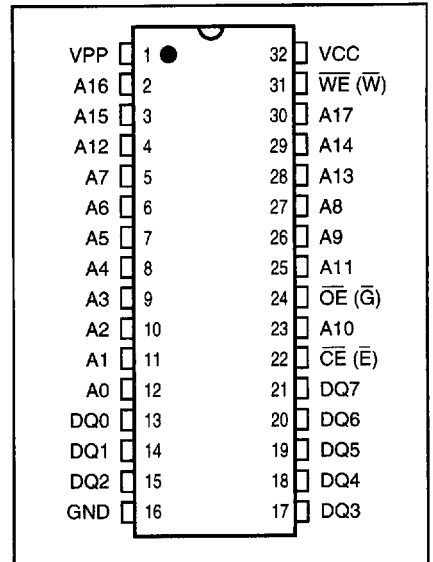 VPP 1 32 VCC
A16 2 31 W̅E̅ (W̅)
A15 3 30 A17
A12 4 29 A14
A7 5 28 A13
A6 6 27 A8
A5 7 26 A9
A4 8 25 A11
A3 9 24 O̅E̅ (G̅)
A2 10 23 A10
A1 11 22 C̅E̅ (E̅)
A0 12 21 DQ7
DQ0 13 20 DQ6
DQ1 14 19 DQ5
DQ2 15 18 DQ4
GND 16 17 DQ3